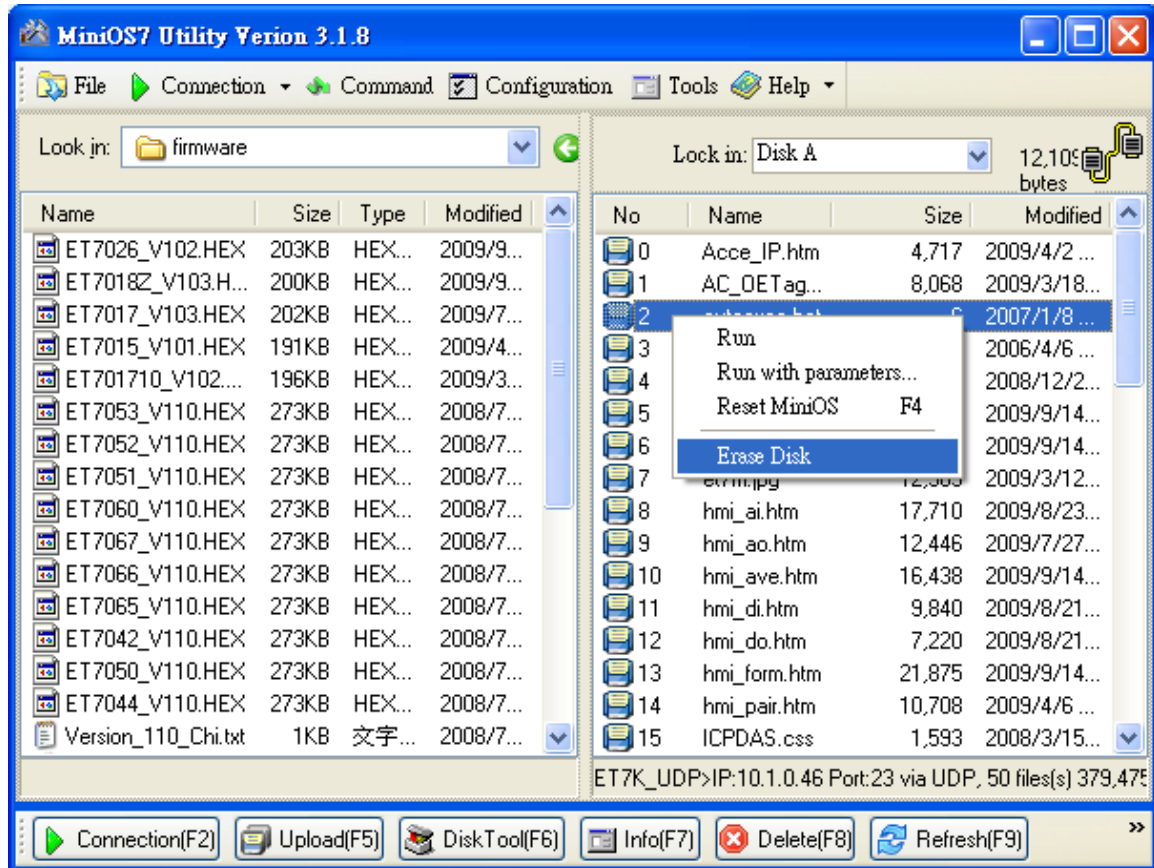 MiniOS7 Utility Verion 3.1.8
File Connection Command Configuration Tools Help
Look in: firmware
Name Size Type Modified
ET7026_V102.HEX 203KB HEX... 2009/9...
ET7018Z_V103.H... 200KB HEX... 2009/9...
ET7017_V103.HEX 202KB HEX... 2009/7...
ET7015_V101.HEX 191KB HEX... 2009/4...
ET701710_V102.... 196KB HEX... 2009/3...
ET7053_V110.HEX 273KB HEX... 2008/7...
ET7052_V110.HEX 273KB HEX... 2008/7...
ET7051_V110.HEX 273KB HEX... 2008/7...
ET7060_V110.HEX 273KB HEX... 2008/7...
ET7067_V110.HEX 273KB HEX... 2008/7...
ET7066_V110.HEX 273KB HEX... 2008/7...
ET7065_V110.HEX 273KB HEX... 2008/7...
ET7042_V110.HEX 273KB HEX... 2008/7...
ET7050_V110.HEX 273KB HEX... 2008/7...
ET7044_V110.HEX 273KB HEX... 2008/7...
Version_110_Chi.txt 1KB 文字... 2008/7...
Lock in: Disk A
12,109
bytes
No Name Size Modified
0 Acce_IP.htm 4,717 2009/4/2 ...
1 AC_OETag... 8,068 2009/3/18...
2 2007/1/8 ...
3 2006/4/6 ...
4 2008/12/2...
5 2009/9/14...
6 2009/9/14...
7 2009/3/12...
8 hmi_ai.htm 17,710 2009/8/23...
9 hmi_ao.htm 12,446 2009/7/27...
10 hmi_ave.htm 16,438 2009/9/14...
11 hmi_di.htm 9,840 2009/8/21...
12 hmi_do.htm 7,220 2009/8/21...
13 hmi_form.htm 21,875 2009/9/14...
14 hmi_pair.htm 10,708 2009/4/6 ...
15 ICPDAS.css 1,593 2008/3/15...
Run
Run with parameters...
Reset MiniOS F4
Erase Disk
ET7K_UDP>IP:10.1.0.46 Port:23 via UDP, 50 files(s) 379,475
Connection(F2) Upload(F5) DiskTool(F6) Info(F7) Delete(F8) Refresh(F9) »